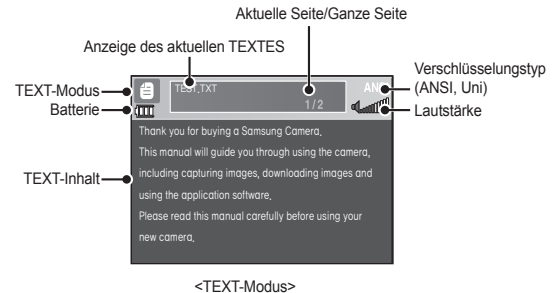 Aktuelle Seite/Ganze Seite
Anzeige des aktuellen TEXTES
TEXT-Modus
Batterie
TEXT-Inhalt
Verschlüsselungstyp
(ANSI, Uni)
Lautstärke
TEST.TXT
1/2
Thank you for buying a Samsung Camera.
This manual will guide you through using the camera,
including capturing images, downloading images and
using the application software.
Please read this manual carefully before using your
new camera.
<TEXT-Modus>